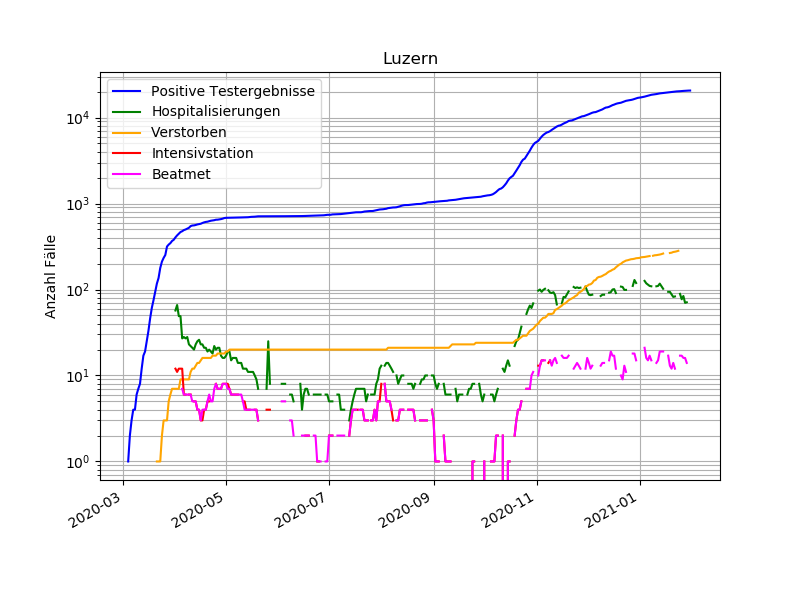 Luzern
Positive Testergebnisse
Hospitalisierungen
Verstorben
Intensivstation
Beatmet
Anzahl Fälle
10⁴
10³
10²
10¹
10⁰
2020-03
2020-05
2020-07
2020-09
2020-11
2021-01